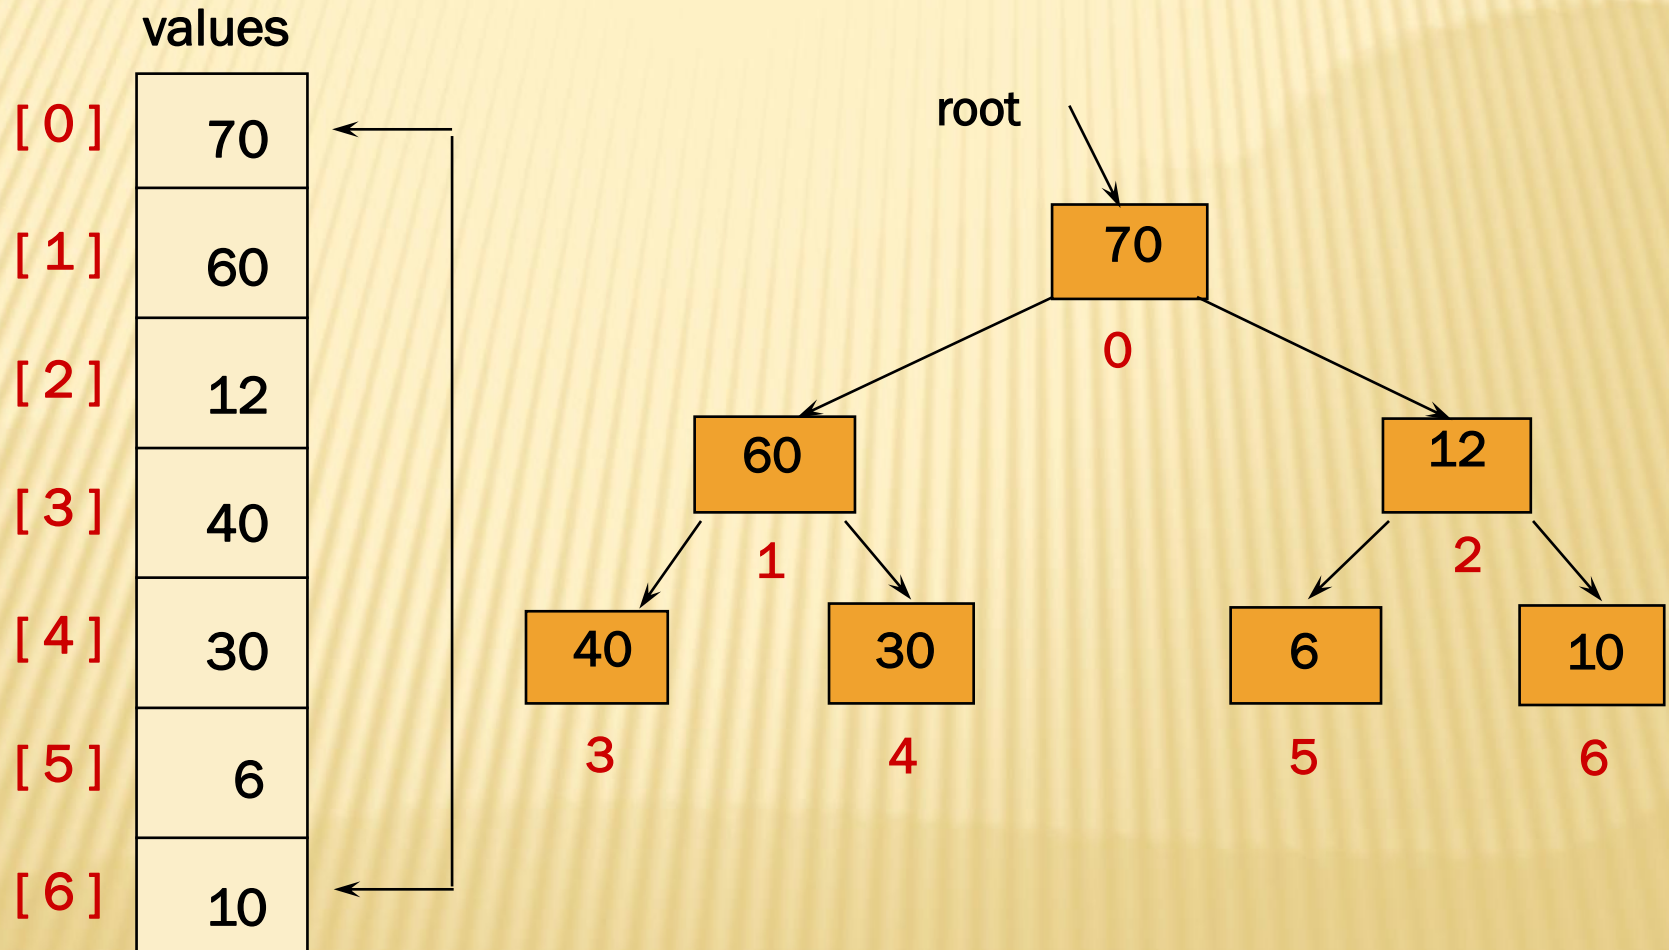 values
[ 0 ] 70
[ 1 ] 60
[ 2 ] 12
[ 3 ] 40
[ 4 ] 30
[ 5 ] 6
[ 6 ] 10
root
70
0
60 12
1 2
40 30 6 10
3 4 5 6